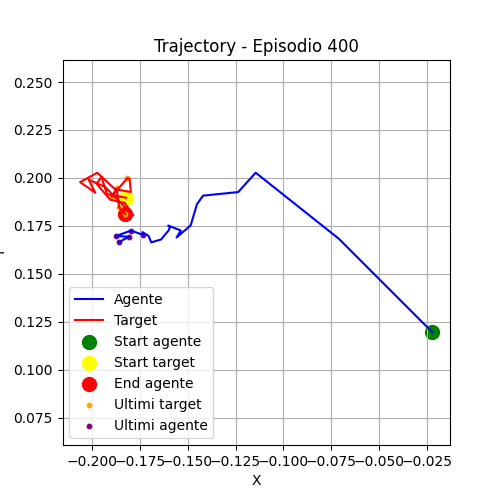 Trajectory - Episodio 400
0.250
0.225
0.200
0.175
0.150
0.125
0.100
0.075
Agente
Target
Start agente
Start target
End agente
Ultimi target
Ultimi agente
−0.200 −0.175 −0.150 −0.125 −0.100 −0.075 −0.050 −0.025
X